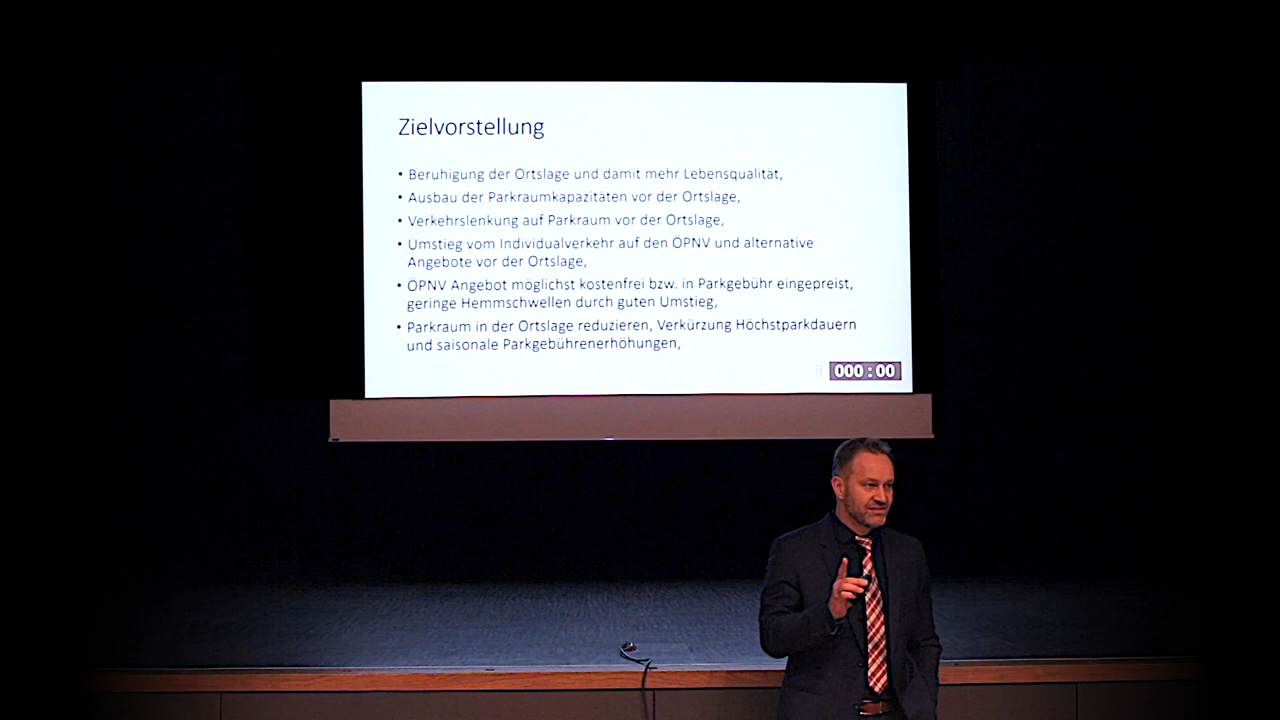 Zielvorstellung
• Beruhigung der Ortslage und damit mehr Lebensqualität,
• Ausbau der Parkraumkapazitäten vor der Ortslage,
• Verkehrslenkung auf Parkraum vor der Ortslage,
• Umstieg vom Individualverkehr auf den ÖPNV und alternative
Angebote vor der Ortslage,
• ÖPNV Angebot möglichst kostenfrei bzw. in Parkgebühr eingepreist,
geringe Hemmschwellen durch guten Umstieg,
• Parkraum in der Ortslage reduzieren, Verkürzung Höchstparkdauern
und saisonale Parkgebührenerhöhungen,
000 : 00